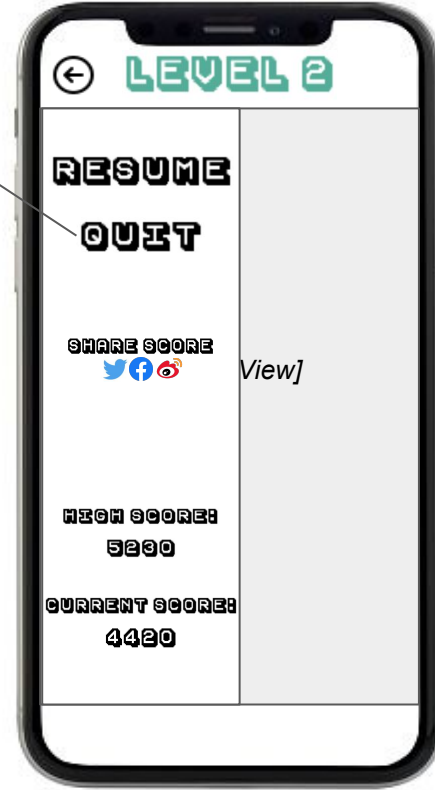 LEVEL 2
RESUME
QUIT
SHARE SCORE
View]
HIGH SCORE:
5230
CURRENT SCORE:
4420